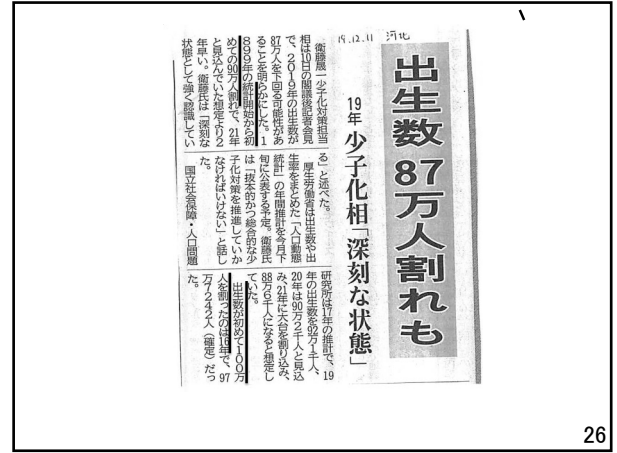 19.12.11 河北
出生数87万人割れも
19年 少子化相「深刻な状態」
衛藤晟一少子化対策担当
相は10日の閣議後記者会見
で、2019年の出生数が
87万人を下回る可能性があ
ることを明らかにした。1
899年の統計開始から初
めての90万人割れで、21年
と見込んでいた想定より2
年早い。衛藤氏は「深刻な
状態として強く認識してい
る」と述べた。
厚生労働省は出生数や出
生率をまとめた「人口動態
統計」の年間推計を今月下
旬に公表する予定。衛藤氏
は「抜本的かつ総合的な少
子化対策を推進していか
なければいけない」と話し
た。
国立社会保障・人口問題
研究所は17年の推計で、19
年の出生数を92万1千人、
20年は90万2千人と見込
み、21年に大台を割り込み、
88万6千人になると想定し
ていた。
出生数が初めて100万
人を割ったのは16年で、97
万7242人（確定）だっ
た。
26